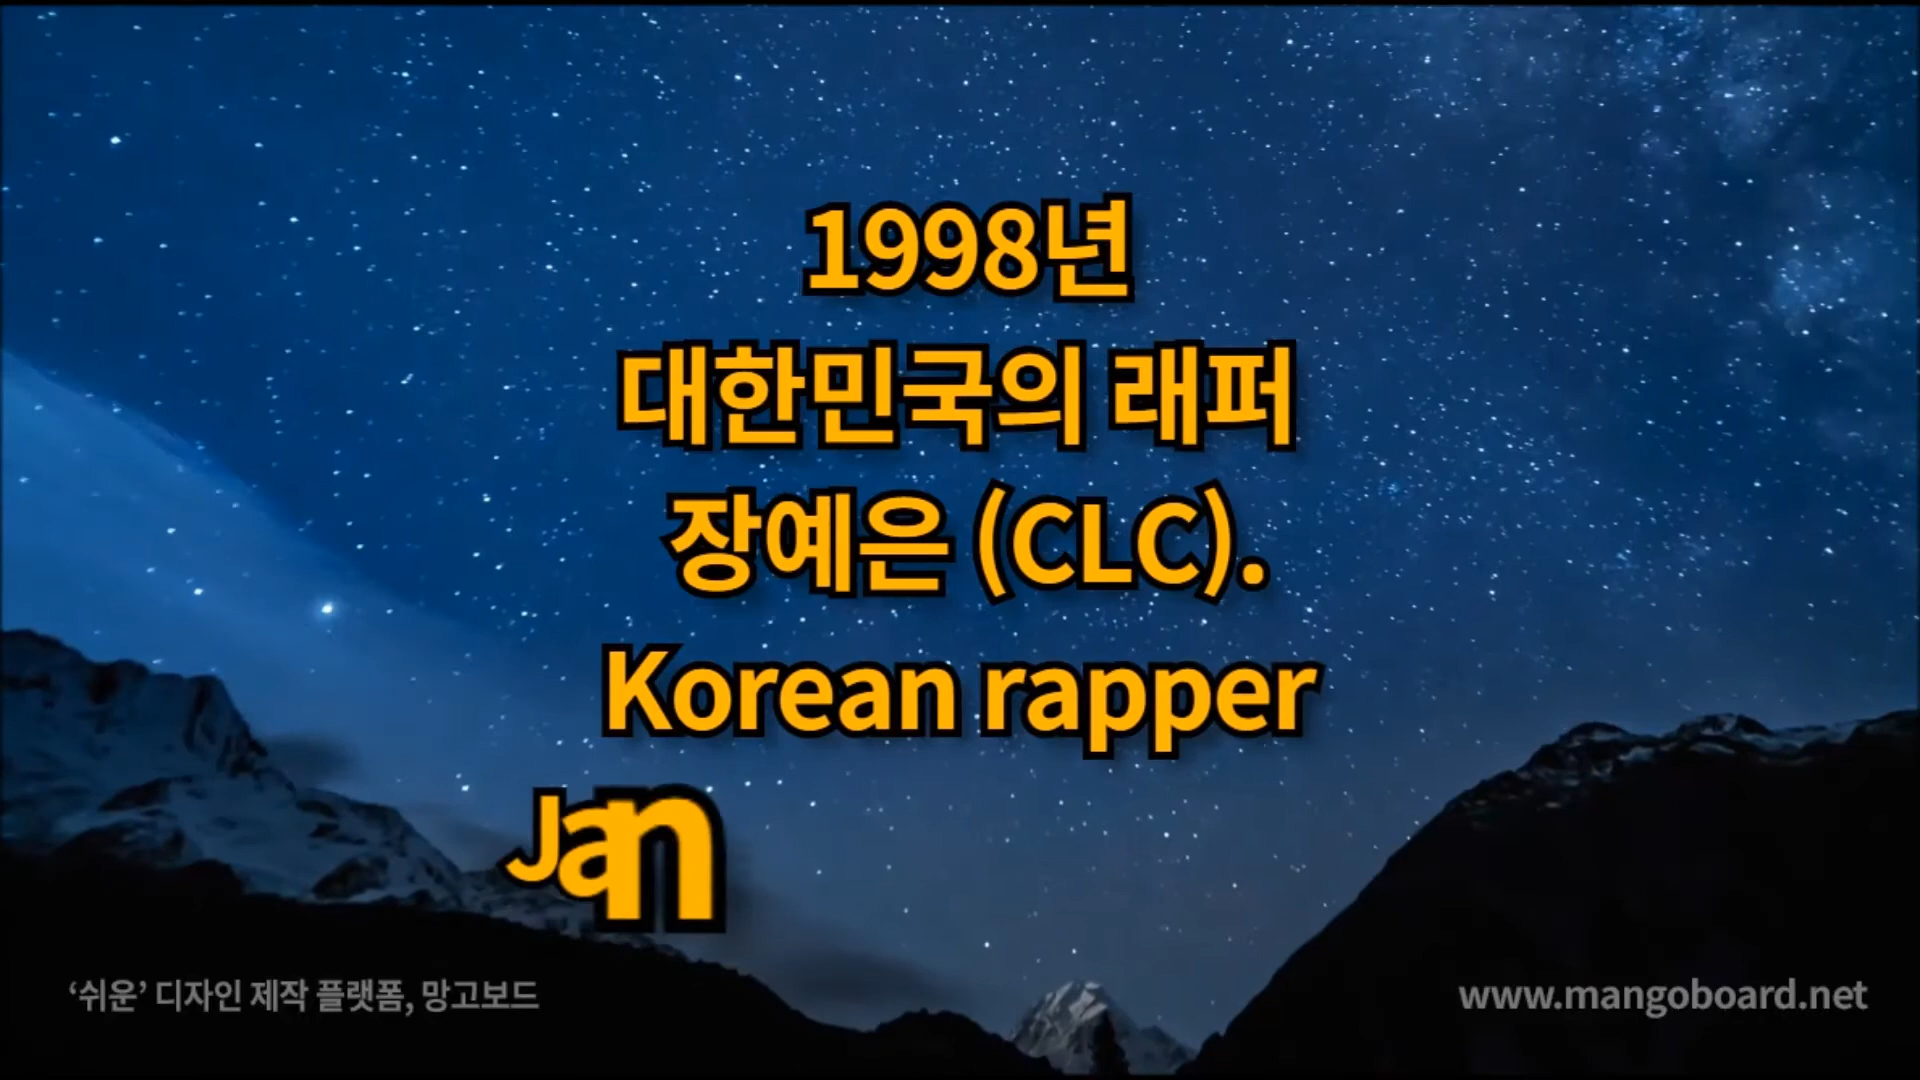 1998년
대한민국의 래퍼
장예은 (CLC).
Korean rapper
Jan
‘쉬운’ 디자인 제작 플랫폼, 망고보드
www.mangoboard.net